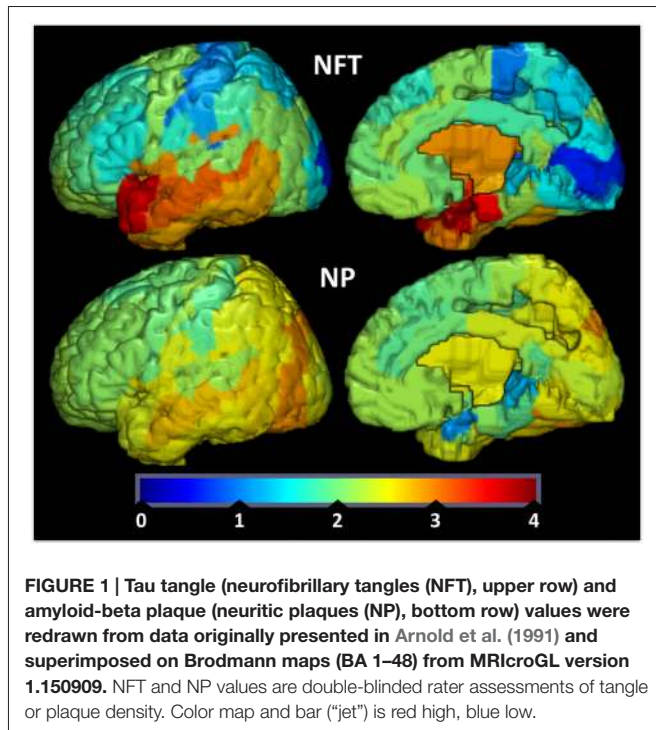 NFT
NP
0 1 2 3 4
FIGURE 1 | Tau tangle (neurofibrillary tangles (NFT), upper row) and
amyloid-beta plaque (neuritic plaques (NP), bottom row) values were
redrawn from data originally presented in Arnold et al. (1991) and
superimposed on Brodmann maps (BA 1–48) from MRIcroGL version
1.150909. NFT and NP values are double-blinded rater assessments of
tangle or plaque density. Color map and bar (“jet”) is red high, blue low.